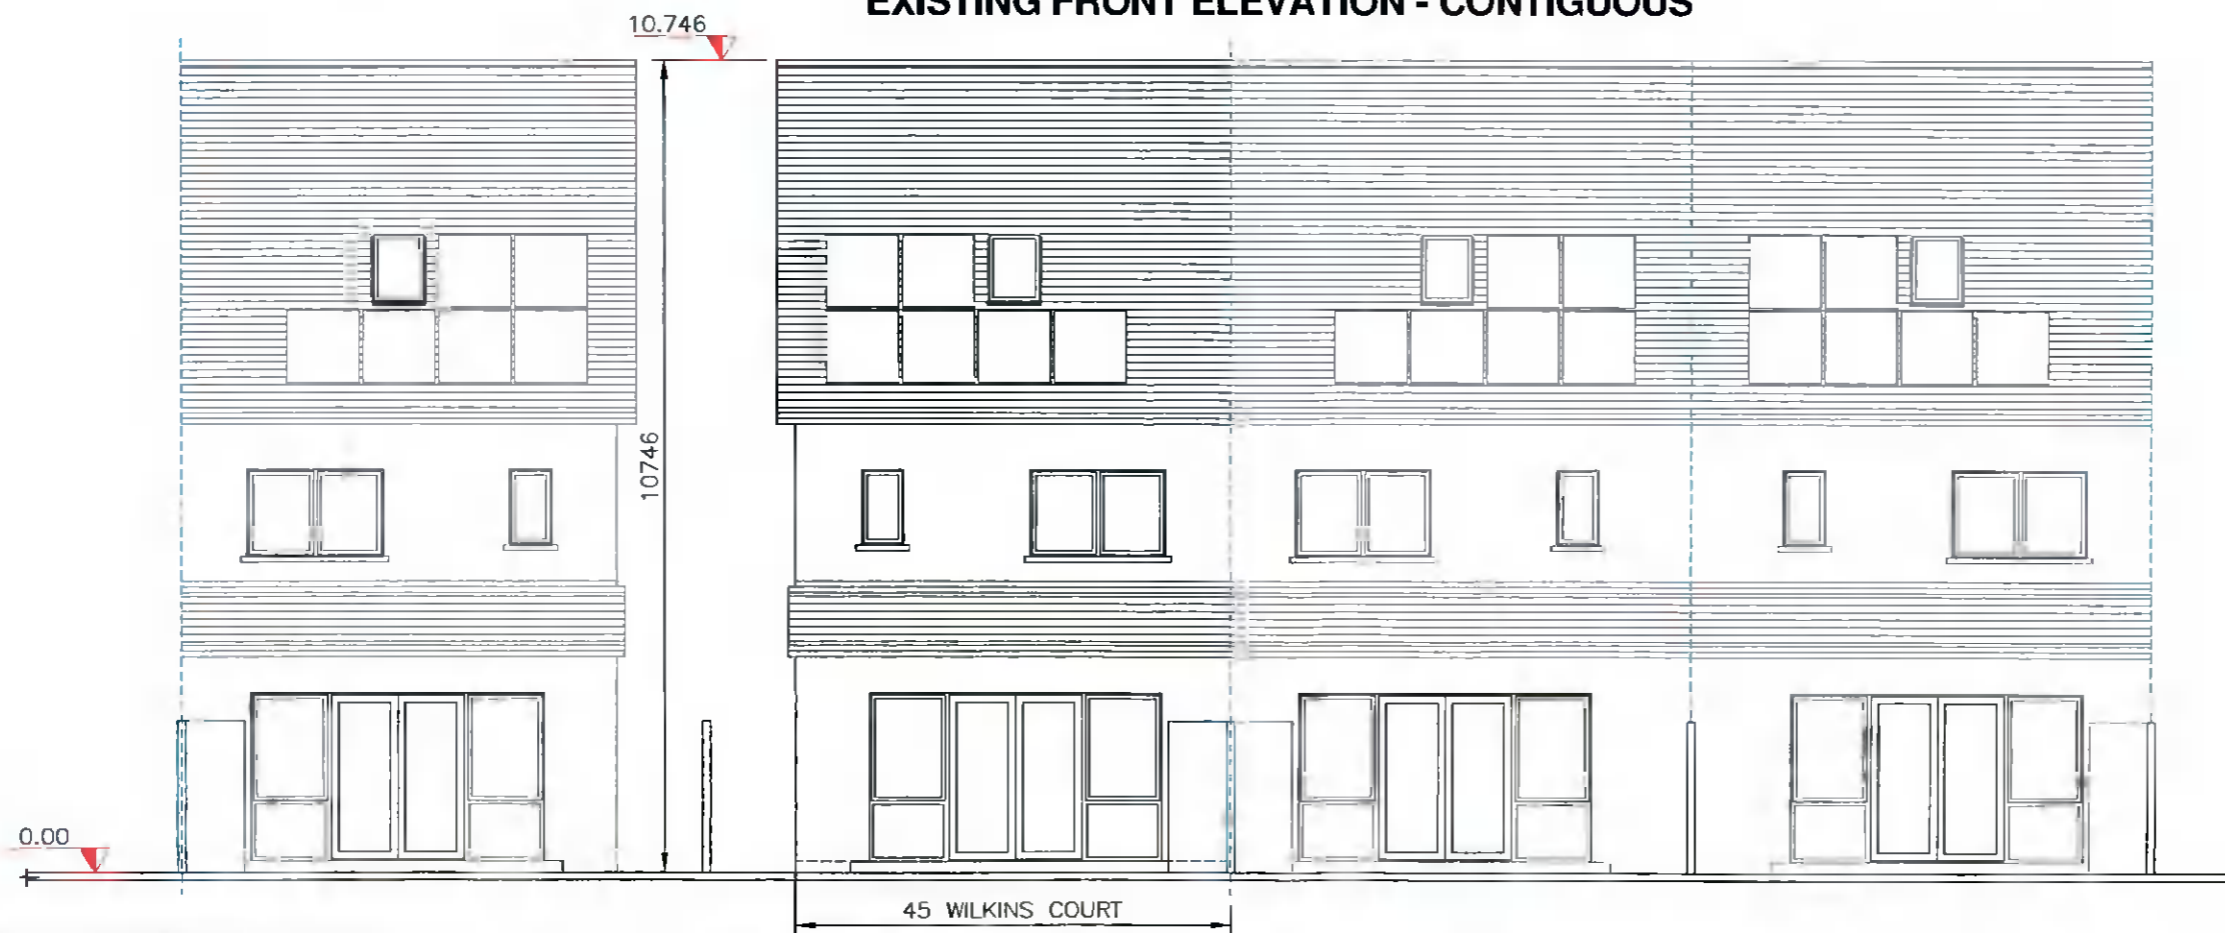 EXISTING FRONT ELEVATION - CONTIGUOUS
10.746
10746
0.00
45 WILKINS COURT